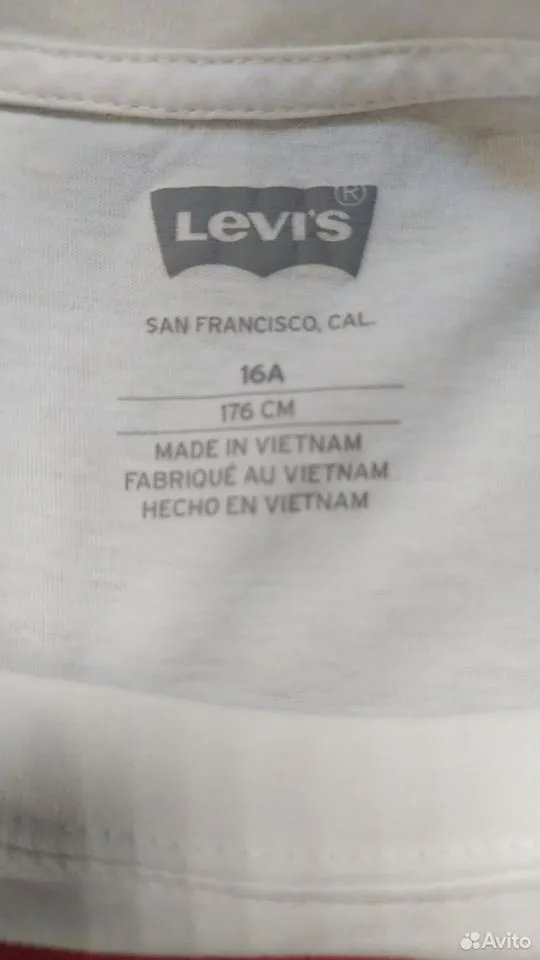 LEVI'S®
SAN FRANCISCO, CAL.
16A
176 CM
MADE IN VIETNAM
FABRIQUÉ AU VIETNAM
HECHO EN VIETNAM
Avito